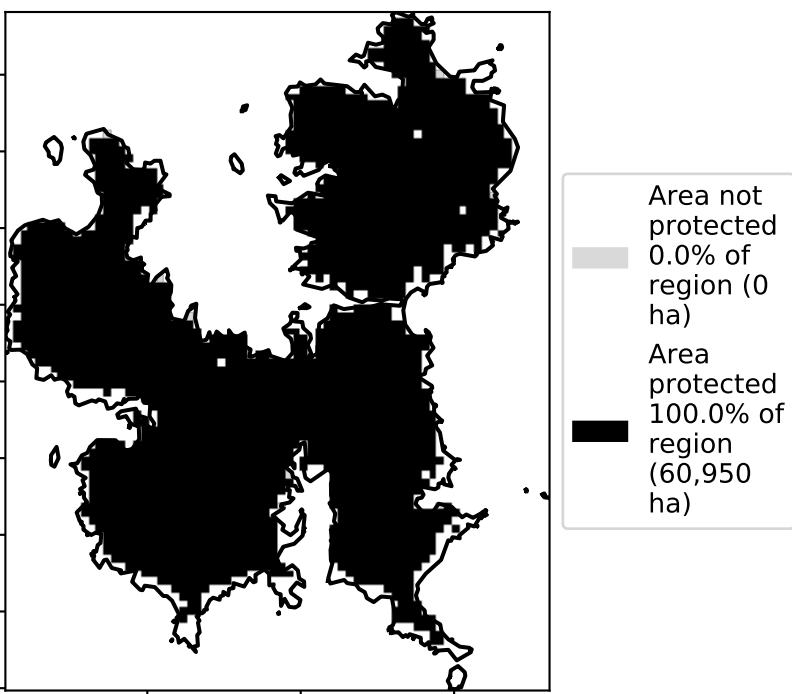 Area not
protected
0.0% of
region (0
ha)
Area
protected
100.0% of
region
(60,950
ha)